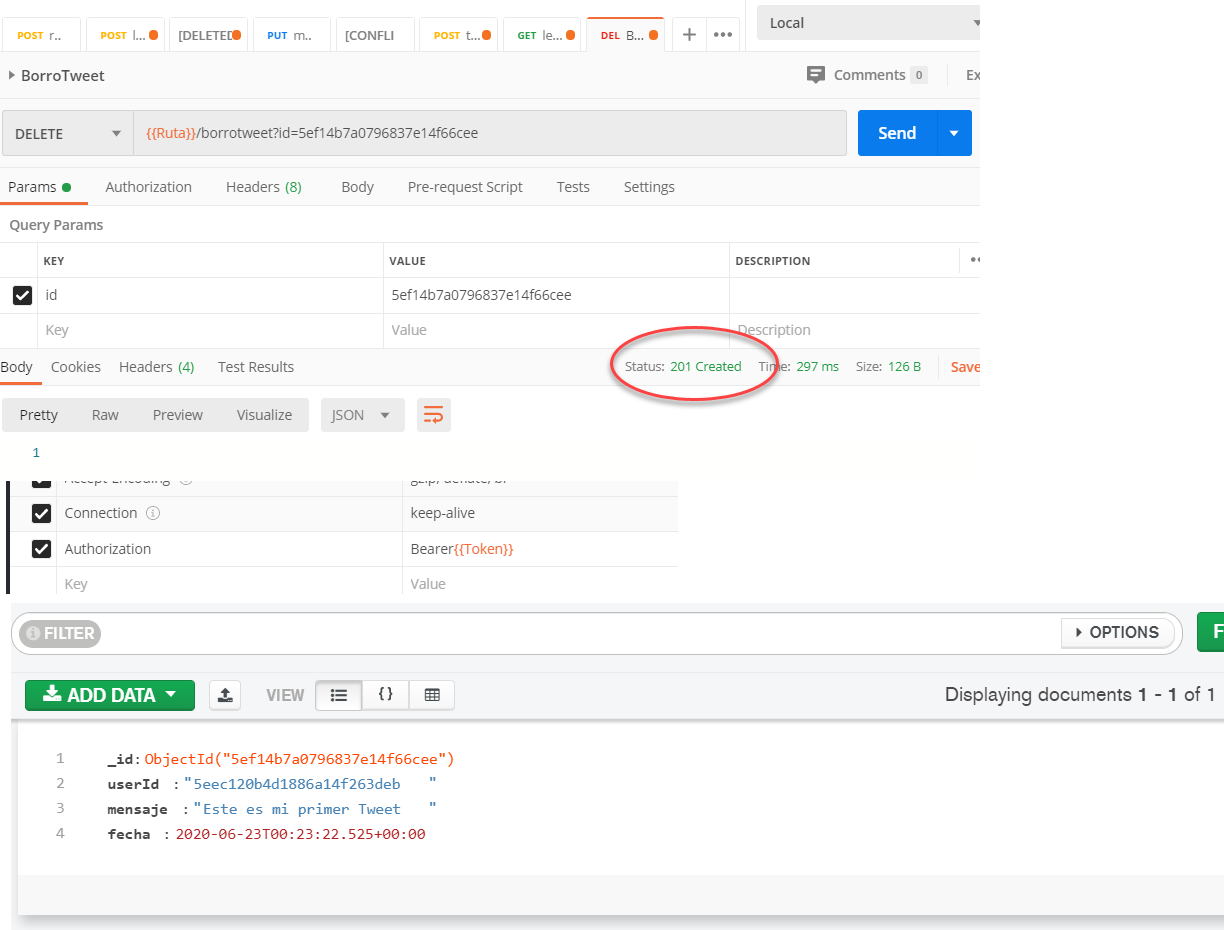 POST r..
POST l...
[DELETED
PUT m..
[CONFLI
POST t...
GET le...
DEL B...
Local
BorroTweet
Comments 0
Ex
DELETE
{{Ruta}}/borrotweet?id=5ef14b7a0796837e14f66cee
Send
Params
Authorization
Headers (8)
Body
Pre-request Script
Tests
Settings
Query Params
KEY VALUE DESCRIPTION
id 5ef14b7a0796837e14f66cee
Key Value Description
Body Cookies Headers (4) Test Results Status: 201 Created Time: 297 ms Size: 126 B Save
Pretty Raw Preview Visualize JSON
1
Accept-Encoding gzip, deflate, br
Connection keep-alive
Authorization Bearer{{Token}}
Key Value
FILTER OPTIONS F
ADD DATA VIEW {} Displaying documents 1 - 1 of 1
1 _id: ObjectId("5ef14b7a0796837e14f66cee")
2 userId : "5eec120b4d1886a14f263deb "
3 mensaje : "Este es mi primer Tweet "
4 fecha : 2020-06-23T00:23:22.525+00:00